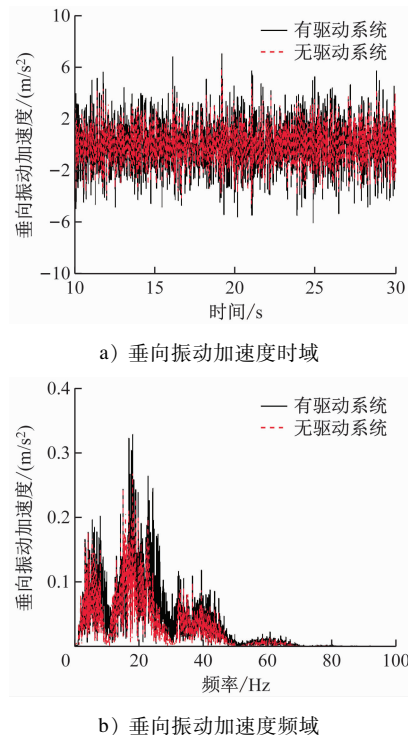 有驱动系统
无驱动系统
10
6
2
−2
−6
−10
垂向振动加速度/(m/s²)
10 15 20 25 30
时间/s
a）垂向振动加速度时域
有驱动系统
无驱动系统
0.4
0.3
0.2
0.1
垂向振动加速度/(m/s²)
0 20 40 60 80 100
频率/Hz
b）垂向振动加速度频域